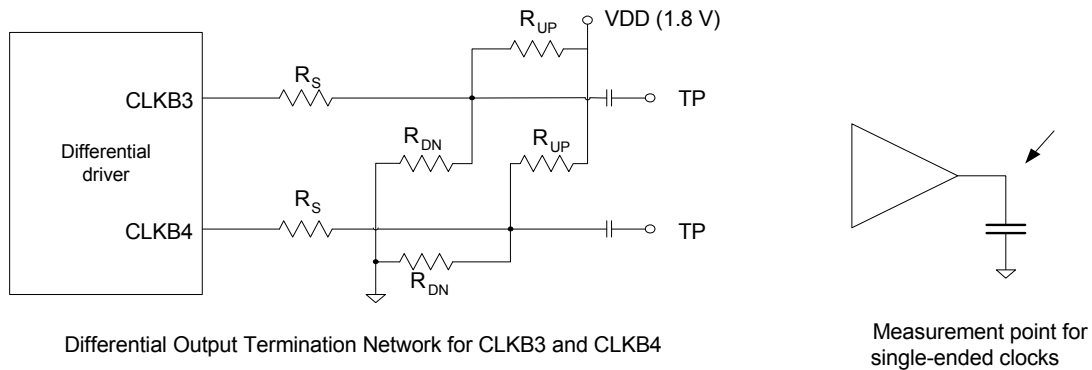 R_UP
VDD (1.8 V)
R_S
CLKB3
TP
R_DN
R_UP
Differential
driver
R_S
CLKB4
TP
R_DN
Differential Output Termination Network for CLKB3 and CLKB4
Measurement point for
single-ended clocks